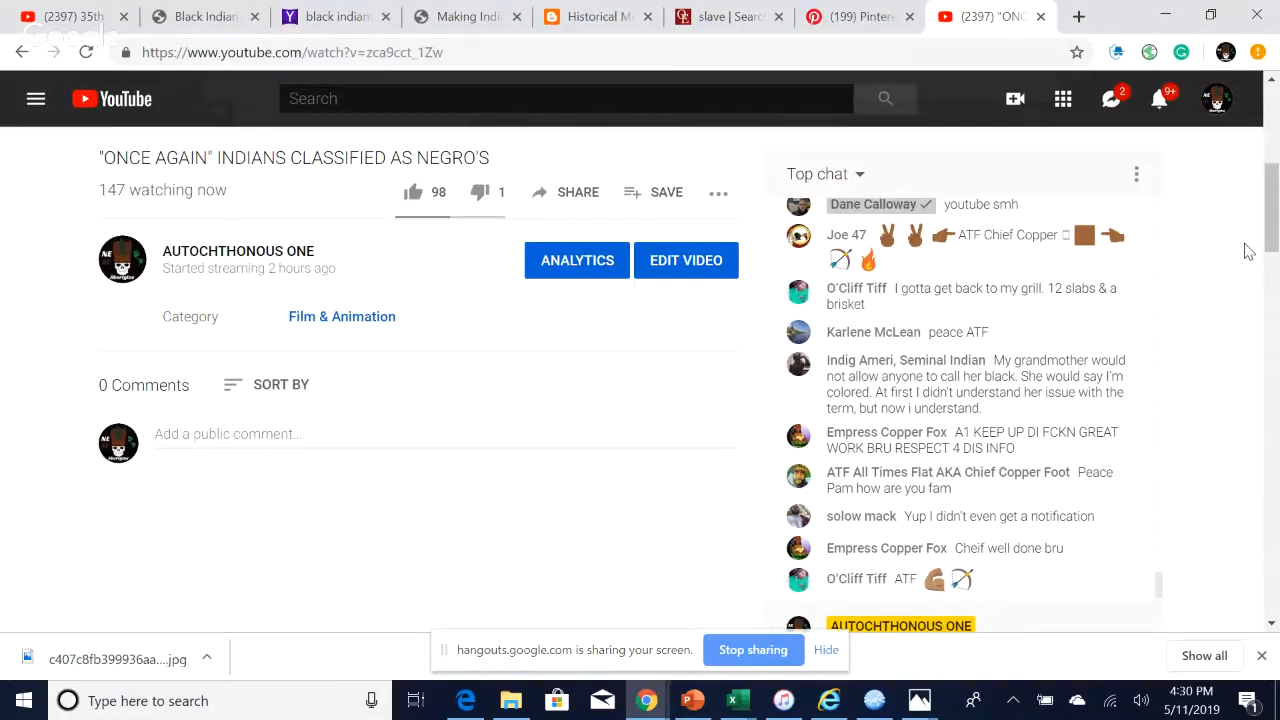 (2397) 35th
Black Indians
black indians
Making Indi
Historical M
slave | Searc
(199) Pintere
(2397) "ONC
https://www.youtube.com/watch?v=zca9cct_1Zw
YouTube
Search
2
9+
"ONCE AGAIN" INDIANS CLASSIFIED AS NEGRO'S
147 watching now
98
1
SHARE
SAVE
AUTOCHTHONOUS ONE
Started streaming 2 hours ago
ANALYTICS
EDIT VIDEO
Category
Film & Animation
0 Comments
SORT BY
Add a public comment...
Top chat
Dane Calloway youtube smh
Joe 47 ATF Chief Copper
O'Cliff Tiff I gotta get back to my grill. 12 slabs & a
brisket
Karlene McLean peace ATF
Indig Ameri, Seminal Indian My grandmother would
not allow anyone to call her black. She would say I'm
colored. At first I didn't understand her issue with the
term, but now i understand.
Empress Copper Fox A1 KEEP UP DI FCKN GREAT
WORK BRU RESPECT 4 DIS INFO
ATF All Times Flat AKA Chief Copper Foot Peace
Pam how are you fam
solow mack Yup I didn't even get a notification
Empress Copper Fox Cheif well done bru
O'Cliff Tiff ATF
AUTOCHTHONOUS ONE
hangouts.google.com is sharing your screen.
Stop sharing
Hide
c407c8fb399936aa....jpg
Show all
Type here to search
4:30 PM
5/11/2019
1